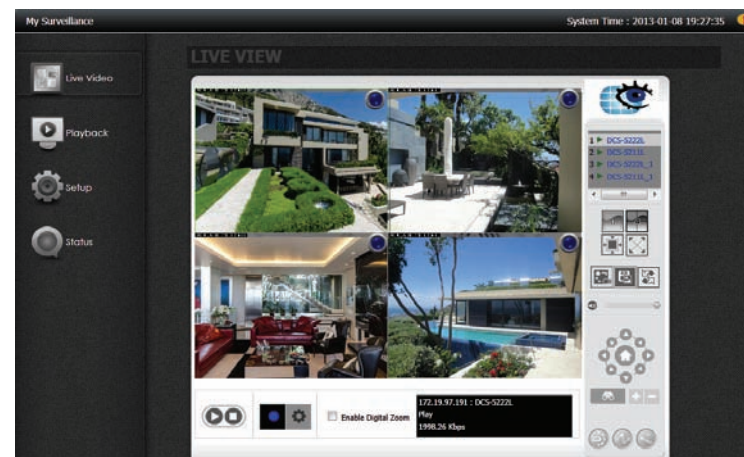 My Surveillance
System Time : 2013-01-08 19:27:35
Live Video
Playback
Setup
Status
LIVE VIEW
1 DCS-5222L
2 DCS-5211L
3 DCS-5222L_1
4 DCS-5211L_1
Enable Digital Zoom
172.19.97.191 : DCS-5222L
Play
1998.26 Kbps